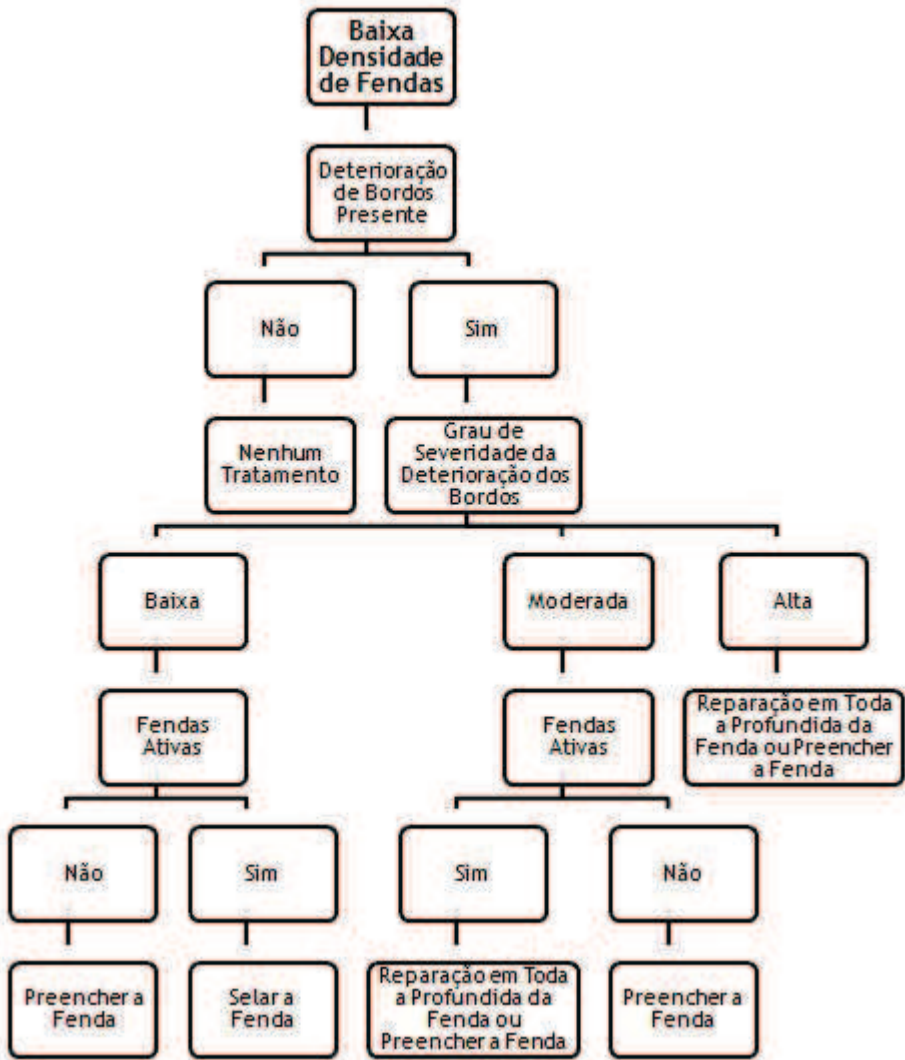 Baixa
Densidade
de Fendas
Deterioração
de Bordos
Presente
Não
Sim
Nenhum
Tratamento
Grau de
Severidade da
Deterioração dos
Bordos
Baixa
Moderada
Alta
Fendas
Ativas
Fendas
Ativas
Reparação em Toda
a Profundida da
Fenda ou Preencher
a Fenda
Não
Sim
Sim
Não
Preencher a
Fenda
Selar a
Fenda
Reparação em Toda
a Profundida da
Fenda ou
Preencher a Fenda
Preencher a
Fenda